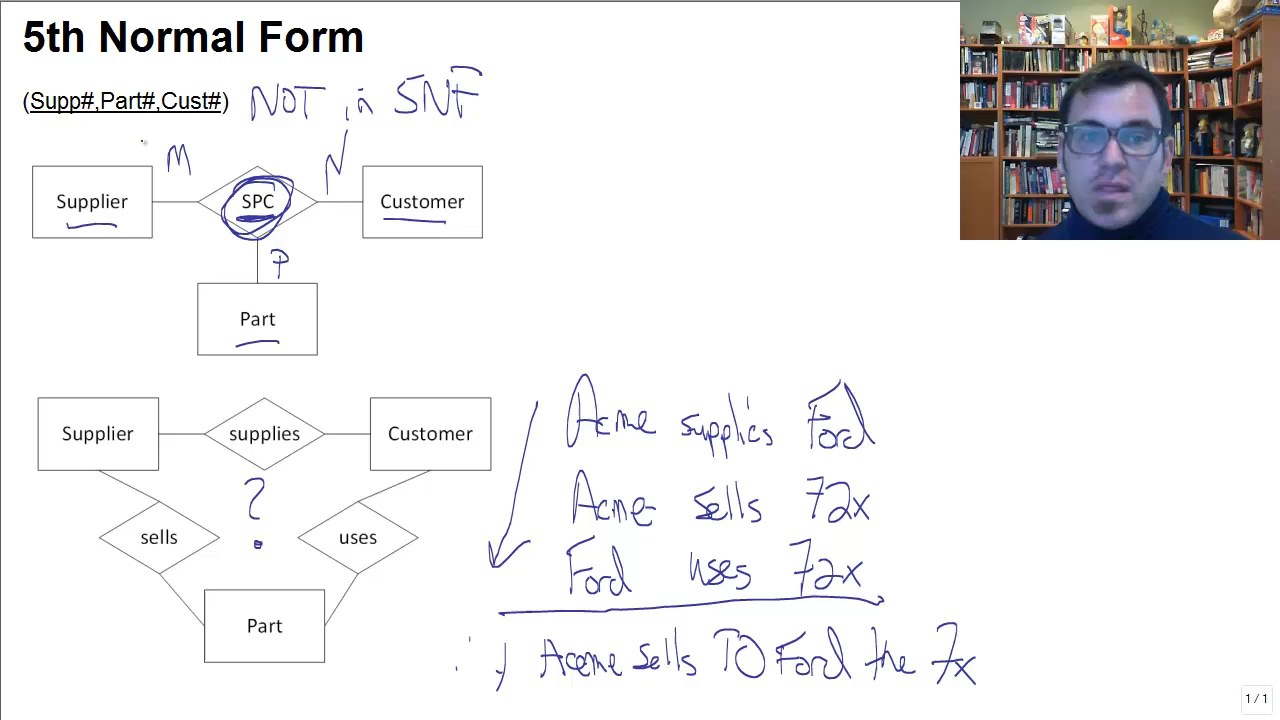 5th Normal Form
(Supp#,Part#,Cust#) NOT in 5NF
M N
Supplier SPC Customer
P
Part
Supplier supplies Customer
?
sells uses
Part
Acme supplies Ford
Acme sells 72x
Ford uses 72x
∴ Acme sells TO Ford the 7x
1 / 1